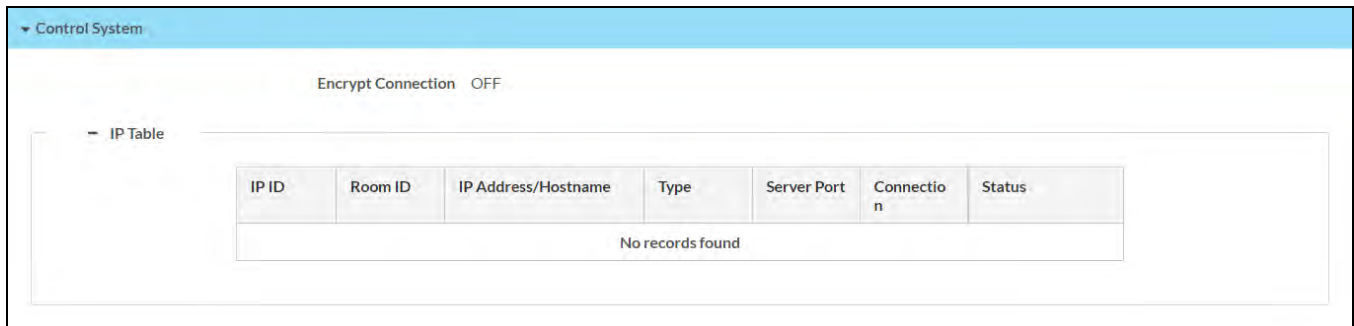 Control System
Encrypt Connection OFF
IP Table
IP ID Room ID IP Address/Hostname Type Server Port Connectio Status
n
No records found